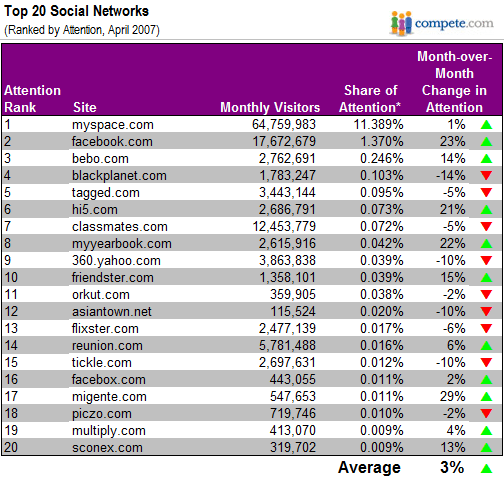 Top 20 Social Networks
(Ranked by Attention, April 2007)
compete.com
Attention Rank Site Monthly Visitors Share of Attention* Month-over-Month Change in Attention
1 myspace.com 64,759,983 11.389% 1% ▲
2 facebook.com 17,672,679 1.370% 23% ▲
3 bebo.com 2,762,691 0.246% 14% ▲
4 blackplanet.com 1,783,247 0.103% -14% ▼
5 tagged.com 3,443,144 0.095% -5% ▼
6 hi5.com 2,686,791 0.073% 21% ▲
7 classmates.com 12,453,779 0.072% -5% ▼
8 myyearbook.com 2,615,916 0.042% 22% ▲
9 360.yahoo.com 3,863,838 0.039% -10% ▼
10 friendster.com 1,358,101 0.039% 15% ▲
11 orkut.com 359,905 0.038% -2% ▼
12 asiantown.net 115,524 0.020% -10% ▼
13 flixster.com 2,477,139 0.017% -6% ▼
14 reunion.com 5,781,488 0.016% 6% ▲
15 tickle.com 2,697,631 0.012% -10% ▼
16 facebox.com 443,055 0.011% 2% ▲
17 migente.com 547,653 0.011% 29% ▲
18 piczo.com 719,746 0.010% -2% ▼
19 multiply.com 413,070 0.009% 4% ▲
20 sconex.com 319,702 0.009% 13% ▲
Average 3% ▲